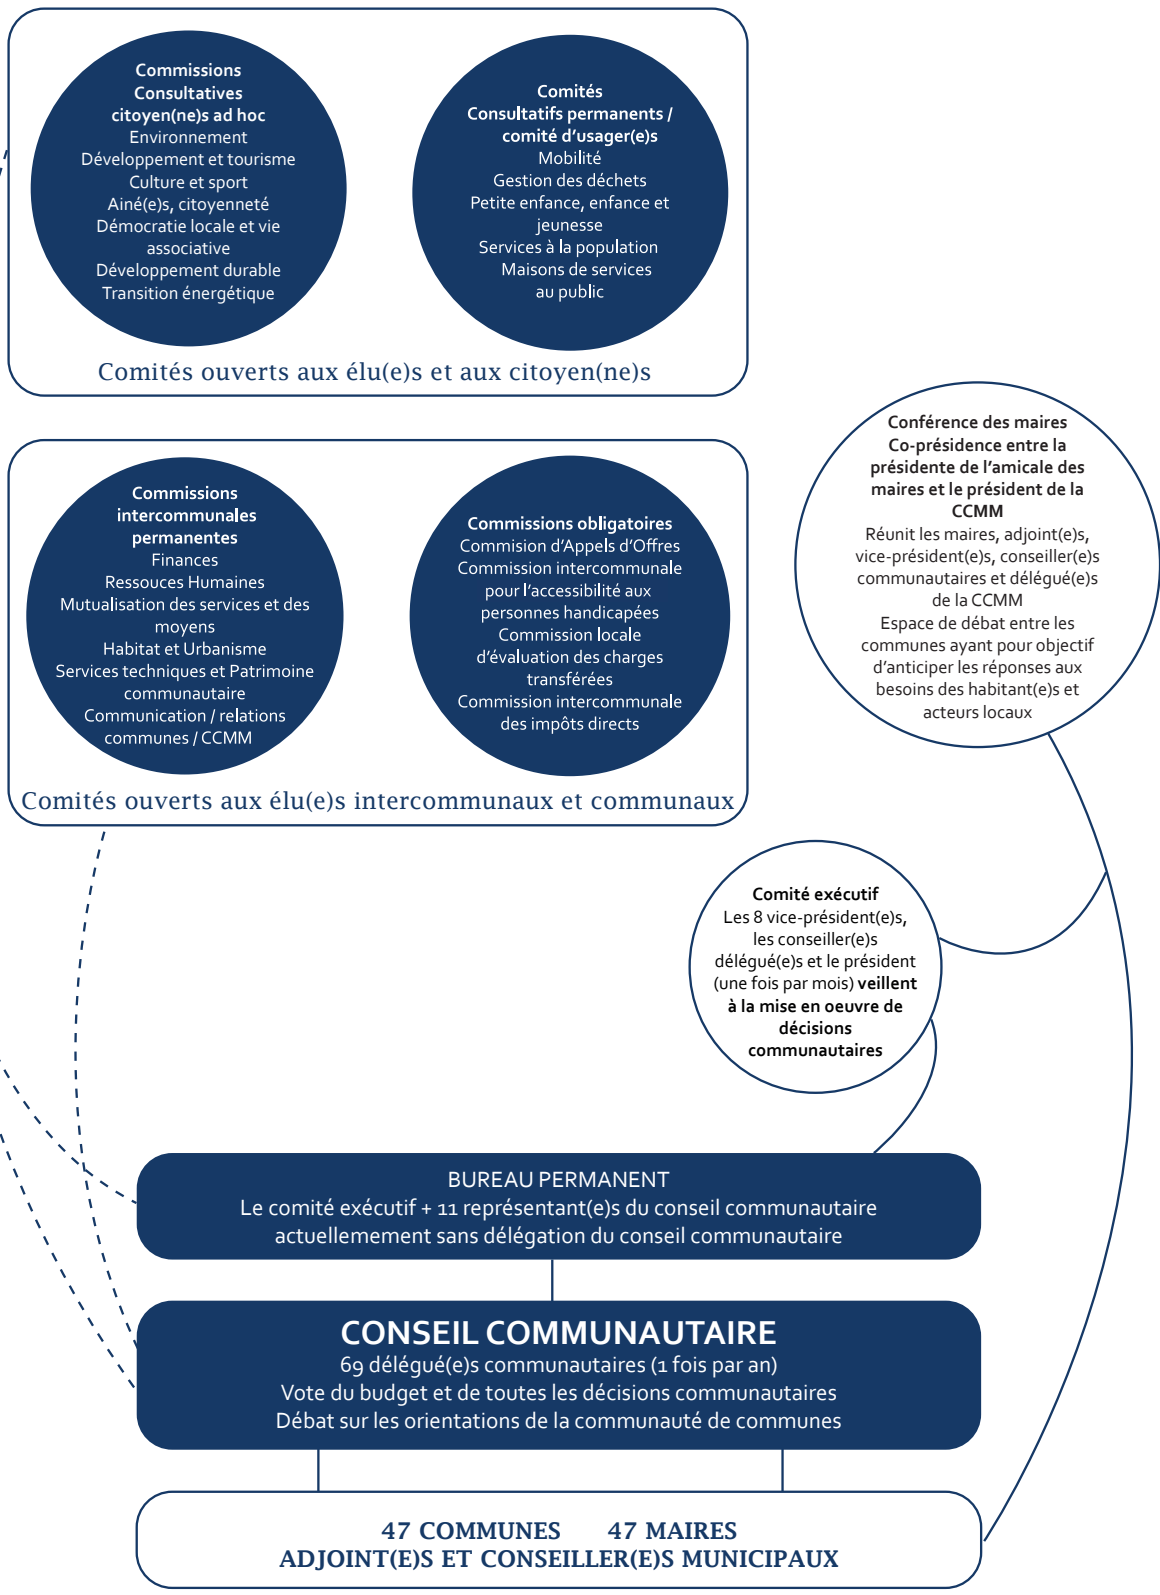 Commissions
Consultatives
citoyen(ne)s ad hoc
Environnement
Développement et tourisme
Culture et sport
Ainé(e)s, citoyenneté
Démocratie locale et vie
associative
Développement durable
Transition énergétique
Comités
Consultatifs permanents /
comité d'usager(e)s
Mobilité
Gestion des déchets
Petite enfance, enfance et
jeunesse
Services à la population
Maisons de services
au public
Comités ouverts aux élu(e)s et aux citoyen(ne)s
Commissions
intercommunales
permanentes
Finances
Ressouces Humaines
Mutualisation des services et des
moyens
Habitat et Urbanisme
Services techniques et Patrimoine
communautaire
Communication / relations
communes / CCMM
Commissions obligatoires
Commision d'Appels d'Offres
Commission intercommunale
pour l'accessibilité aux
personnes handicapées
Commission locale
d'évaluation des charges
transférées
Commission intercommunale
des impôts directs
Comités ouverts aux élu(e)s intercommunaux et communaux
Conférence des maires
Co-présidence entre la
présidente de l'amicale des
maires et le président de la
CCMM
Réunit les maires, adjoint(e)s,
vice-président(e)s, conseiller(e)s
communautaires et délégué(e)s
de la CCMM
Espace de débat entre les
communes ayant pour objectif
d'anticiper les réponses aux
besoins des habitant(e)s et
acteurs locaux
Comité exécutif
Les 8 vice-président(e)s,
les conseiller(e)s
délégué(e)s et le président
(une fois par mois) veillent
à la mise en oeuvre de
décisions
communautaires
BUREAU PERMANENT
Le comité exécutif + 11 représentant(e)s du conseil communautaire
actuellemement sans délégation du conseil communautaire
CONSEIL COMMUNAUTAIRE
69 délégué(e)s communautaires (1 fois par an)
Vote du budget et de toutes les décisions communautaires
Débat sur les orientations de la communauté de communes
47 COMMUNES 47 MAIRES
ADJOINT(E)S ET CONSEILLER(E)S MUNICIPAUX